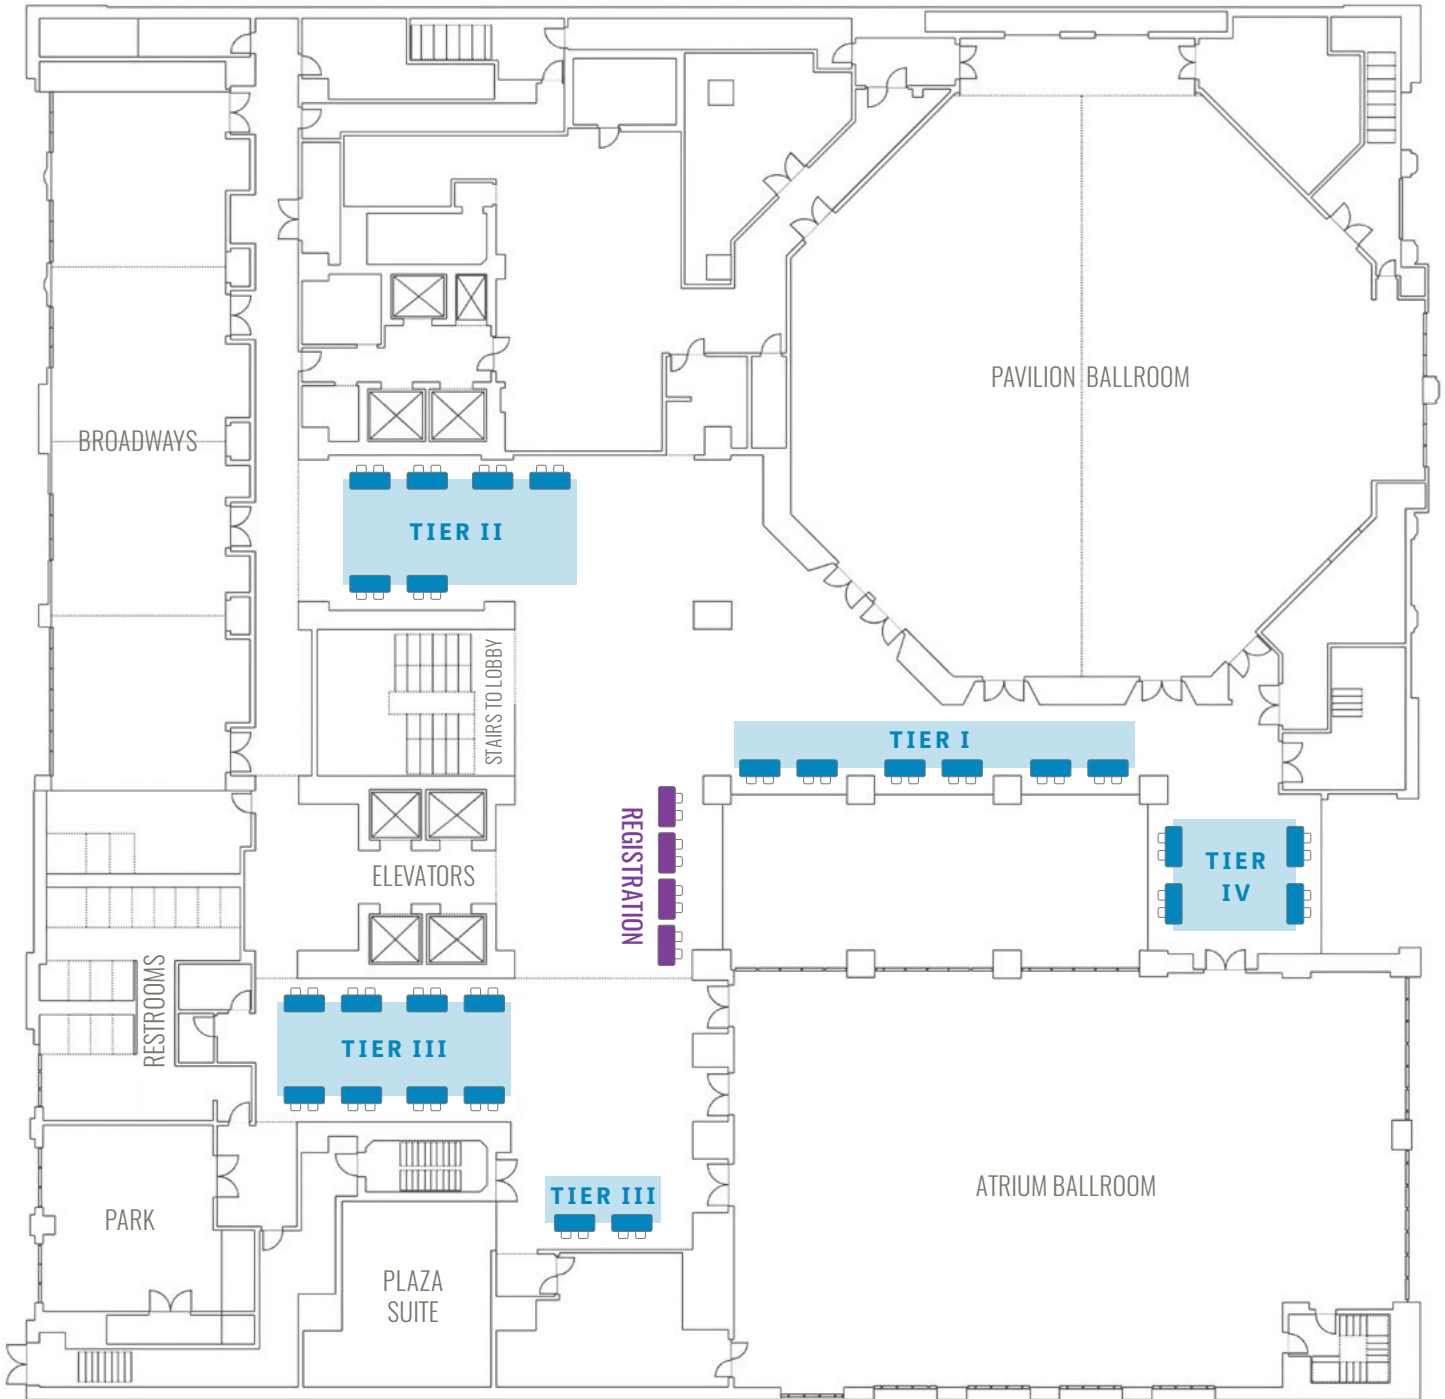 PAVILION BALLROOM
BROADWAYS
TIER II
STAIRS TO LOBBY
TIER I
REGISTRATION
TIER
IV
ELEVATORS
RESTROOMS
TIER III
TIER III
ATRIUM BALLROOM
PARK
PLAZA
SUITE